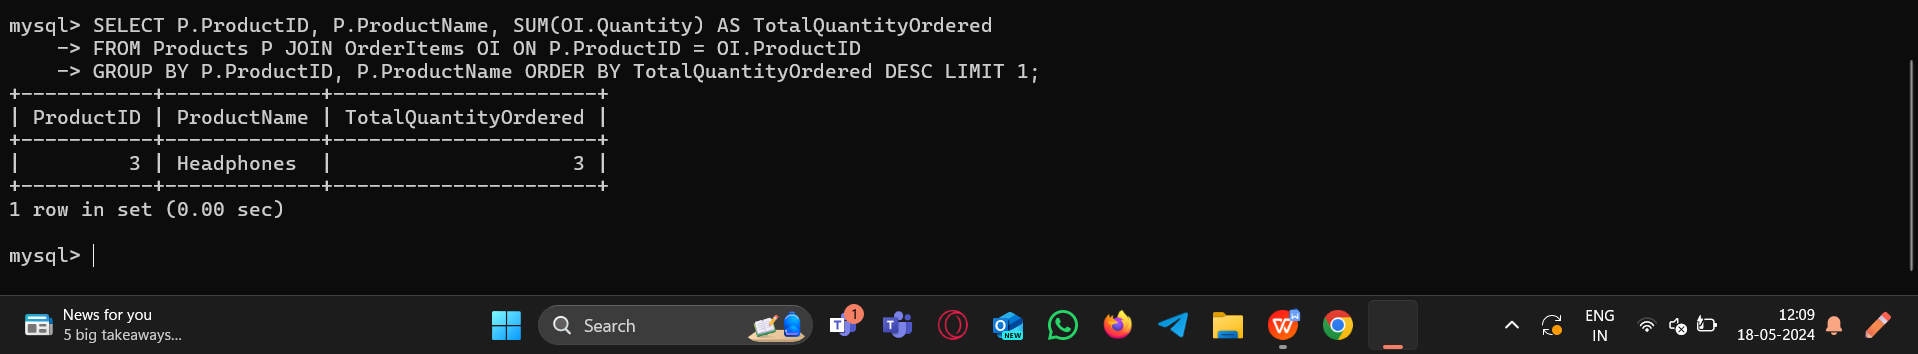 mysql> SELECT P.ProductID, P.ProductName, SUM(OI.Quantity) AS TotalQuantityOrdered
    -> FROM Products P JOIN OrderItems OI ON P.ProductID = OI.ProductID
    -> GROUP BY P.ProductID, P.ProductName ORDER BY TotalQuantityOrdered DESC LIMIT 1;
+-----------+-------------+----------------------+
| ProductID | ProductName | TotalQuantityOrdered |
+-----------+-------------+----------------------+
|         3 | Headphones  |                    3 |
+-----------+-------------+----------------------+
1 row in set (0.00 sec)
mysql>
News for you
5 big takeaways...
Search
1
NEW
ENG
IN
12:09
18-05-2024